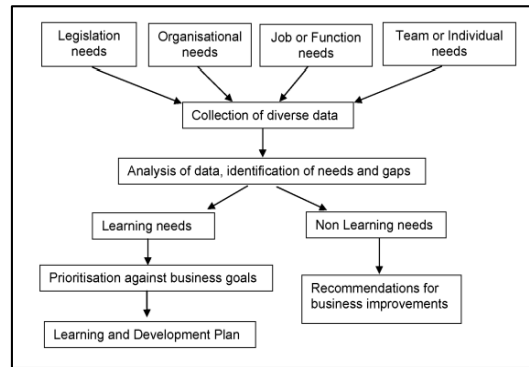 Legislation
needs
Organisational
needs
Job or Function
needs
Team or Individual
needs
Collection of diverse data
Analysis of data, identification of needs and gaps
Learning needs
Non Learning needs
Prioritisation against business goals
Recommendations for
business improvements
Learning and Development Plan